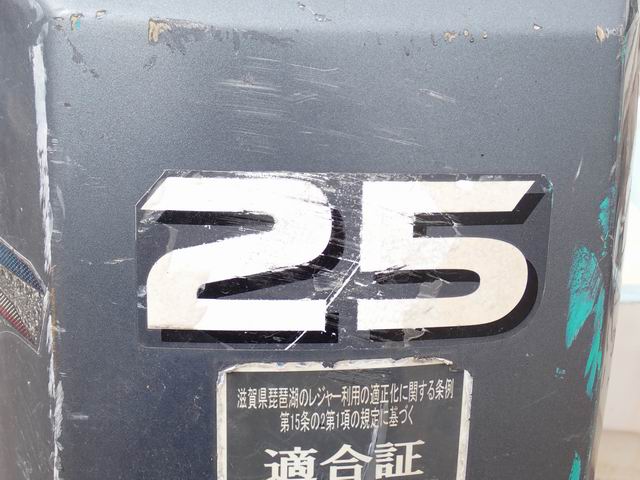 25
滋賀県琵琶湖のレジャー利用の適正化に関する条例
第15条の2第1項の規定に基づく
適合証